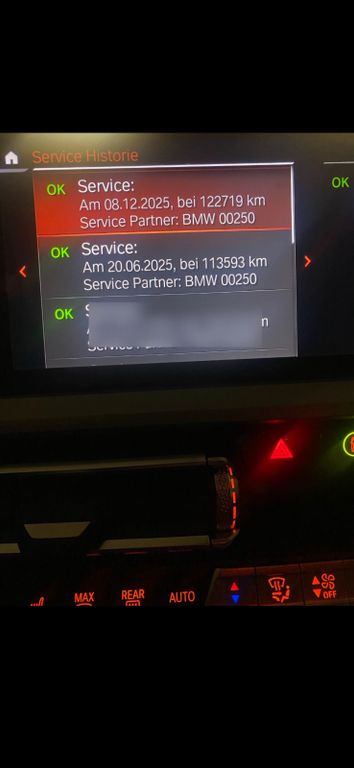 Service Historie
OK Service:
Am 08.12.2025, bei 122719 km
Service Partner: BMW 00250
OK
OK Service:
Am 20.06.2025, bei 113593 km
Service Partner: BMW 00250
OK
MAX
REAR
AUTO
OFF